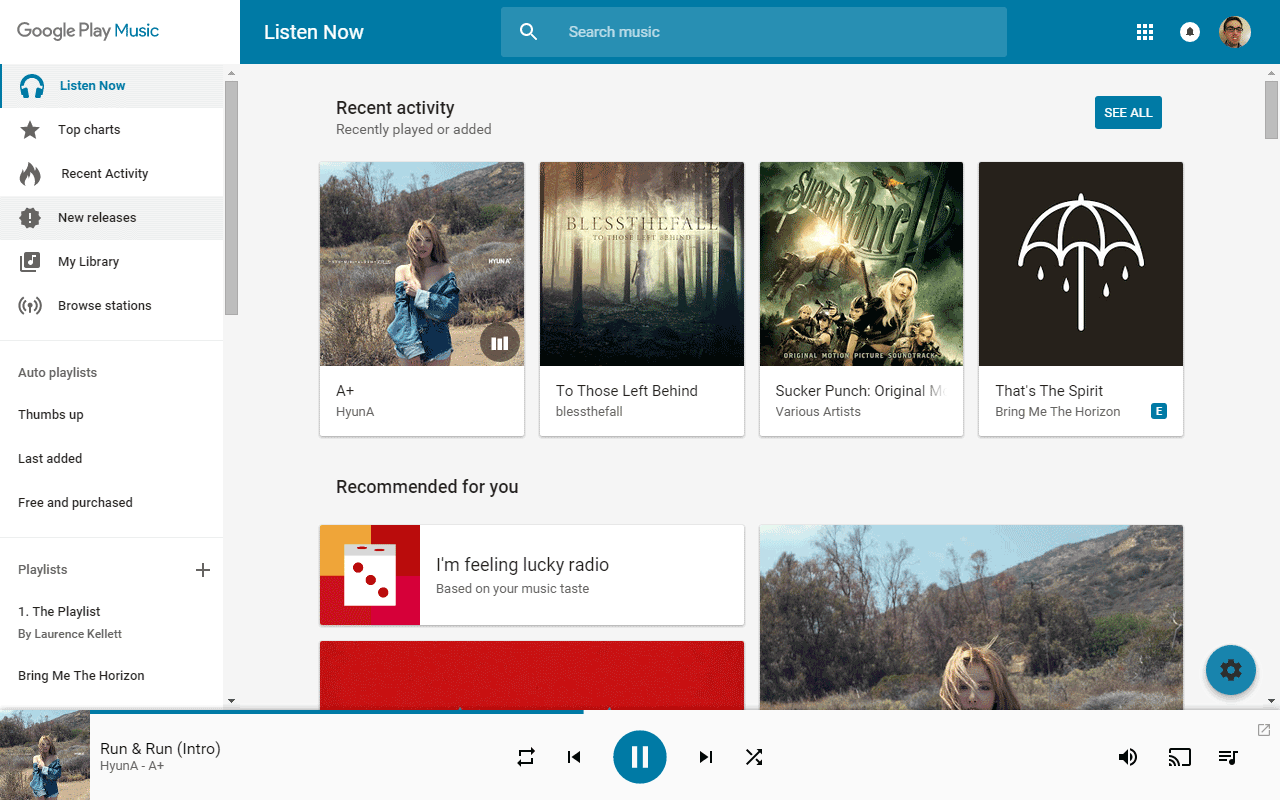 Google Play Music
Listen Now
Search music
Listen Now
Top charts
Recent Activity
New releases
My Library
Browse stations
Auto playlists
Thumbs up
Last added
Free and purchased
Playlists
1. The Playlist
By Laurence Kellett
Bring Me The Horizon
Recent activity
Recently played or added
SEE ALL
HYUNA+
BLESSTHEFALL
TO THOSE LEFT BEHIND
SUCKER PUNCH
ORIGINAL MOTION PICTURE SOUNDTRACK
A+
HyunA
To Those Left Behind
blessthefall
Sucker Punch: Original Mo
Various Artists
That's The Spirit
Bring Me The Horizon
E
Recommended for you
I'm feeling lucky radio
Based on your music taste
Run & Run (Intro)
HyunA - A+